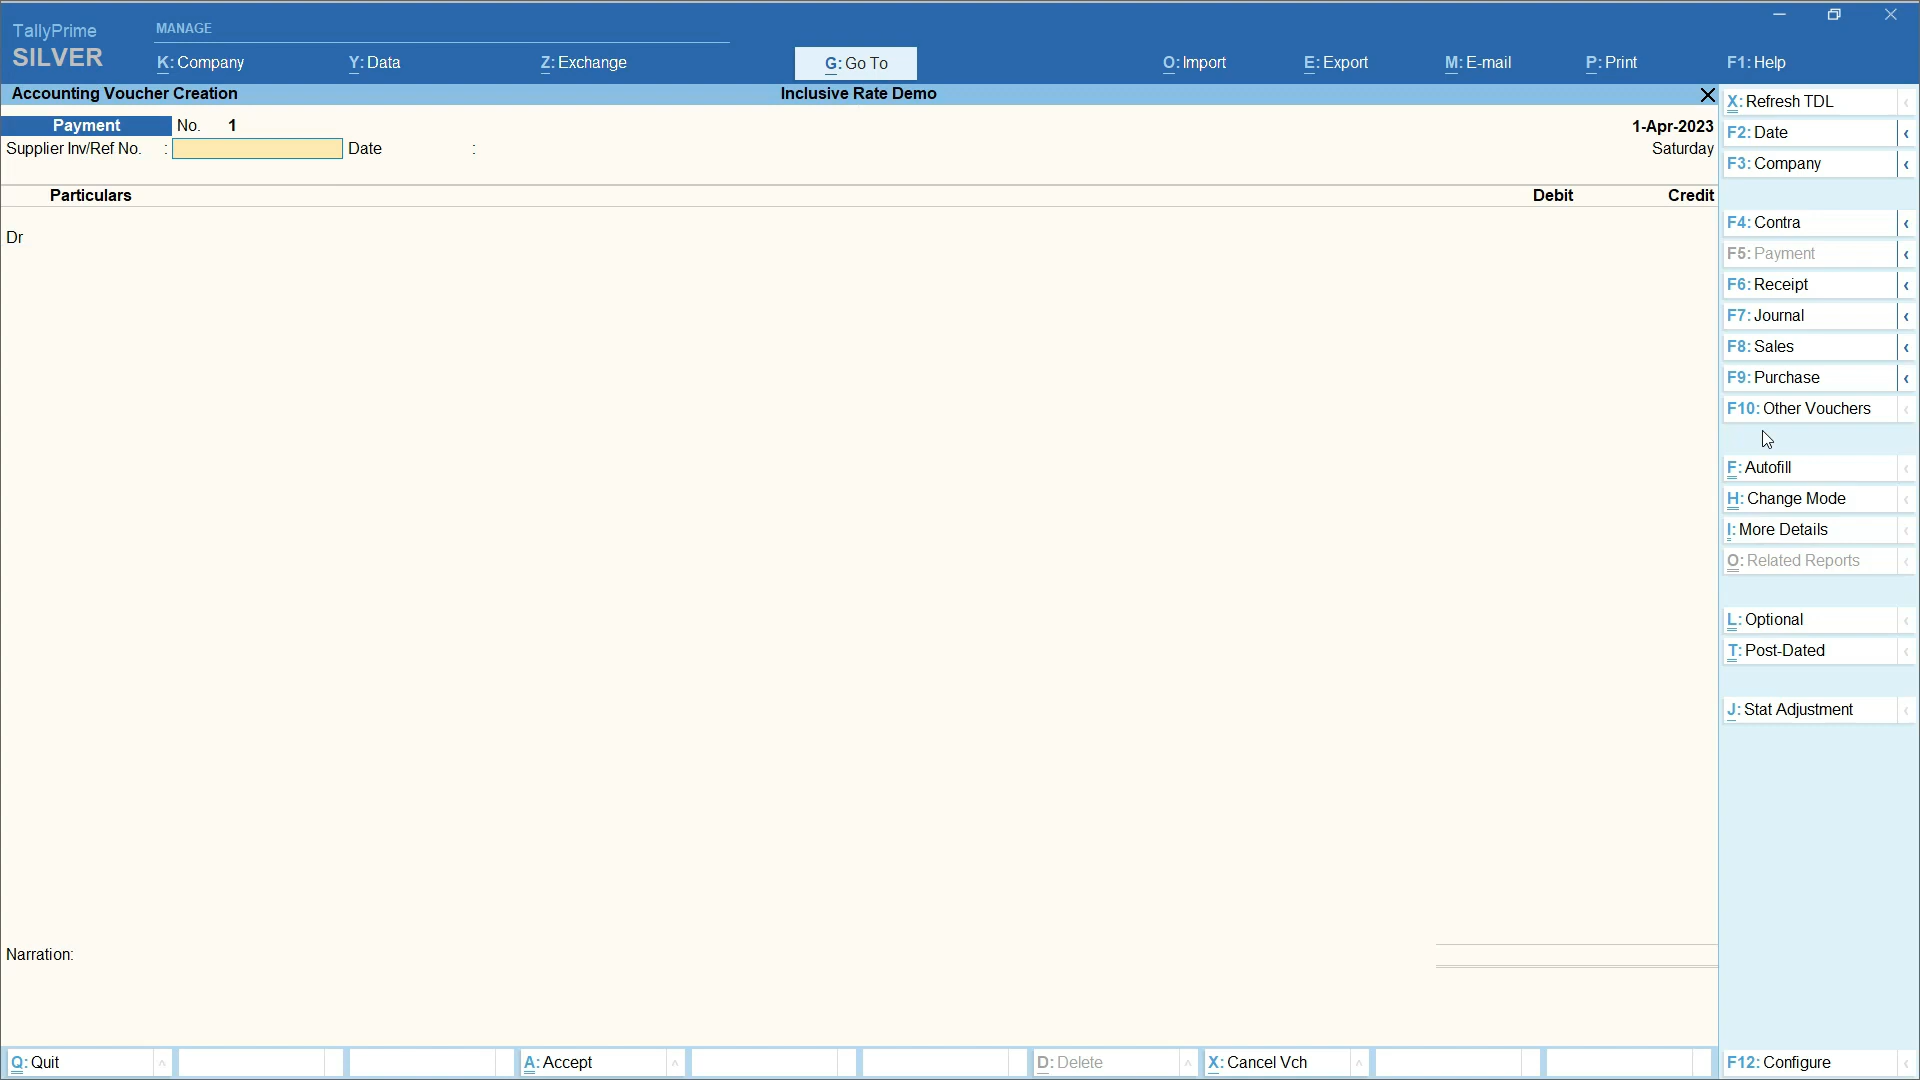 TallyPrime
SILVER
MANAGE
K: Company
Y: Data
Z: Exchange
G: Go To
O: Import
E: Export
M: E-mail
P: Print
F1: Help
Accounting Voucher Creation
Inclusive Rate Demo
Payment No. 1
1-Apr-2023
Supplier Inv/Ref No. : Date :
Saturday
Particulars Debit Credit
Dr
Narration:
X: Refresh TDL
F2: Date
F3: Company
F4: Contra
F5: Payment
F6: Receipt
F7: Journal
F8: Sales
F9: Purchase
F10: Other Vouchers
F: Autofill
H: Change Mode
I: More Details
O: Related Reports
L: Optional
T: Post-Dated
J: Stat Adjustment
Q: Quit
A: Accept
D: Delete
X: Cancel Vch
F12: Configure